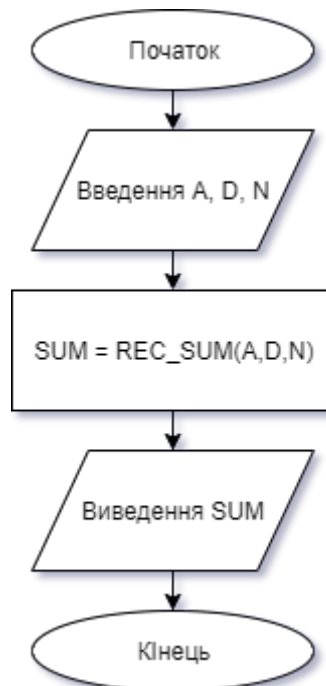 Початок
Введення A, D, N
SUM = REC_SUM(A,D,N)
Виведення SUM
КІнець